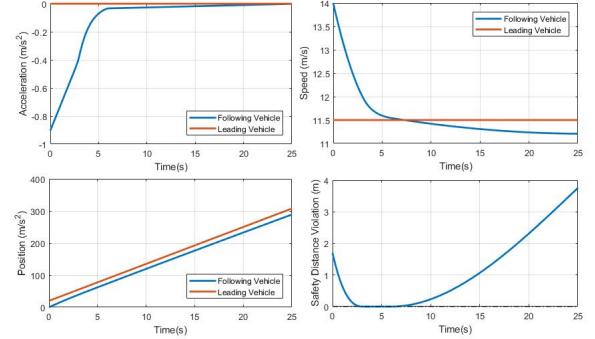 0
-0.2
-0.4
-0.6
-0.8
-1
Acceleration (m/s²)
Following Vehicle
Leading Vehicle
0 5 10 15 20 25
Time(s)
14
13.5
13
12.5
12
11.5
11
Speed (m/s)
Following Vehicle
Leading Vehicle
0 5 10 15 20 25
Time(s)
400
300
200
100
0
Position (m/s²)
Following Vehicle
Leading Vehicle
0 5 10 15 20 25
Time(s)
4
3
2
1
0
Safety Distance Violation (m)
0 5 10 15 20 25
Time(s)